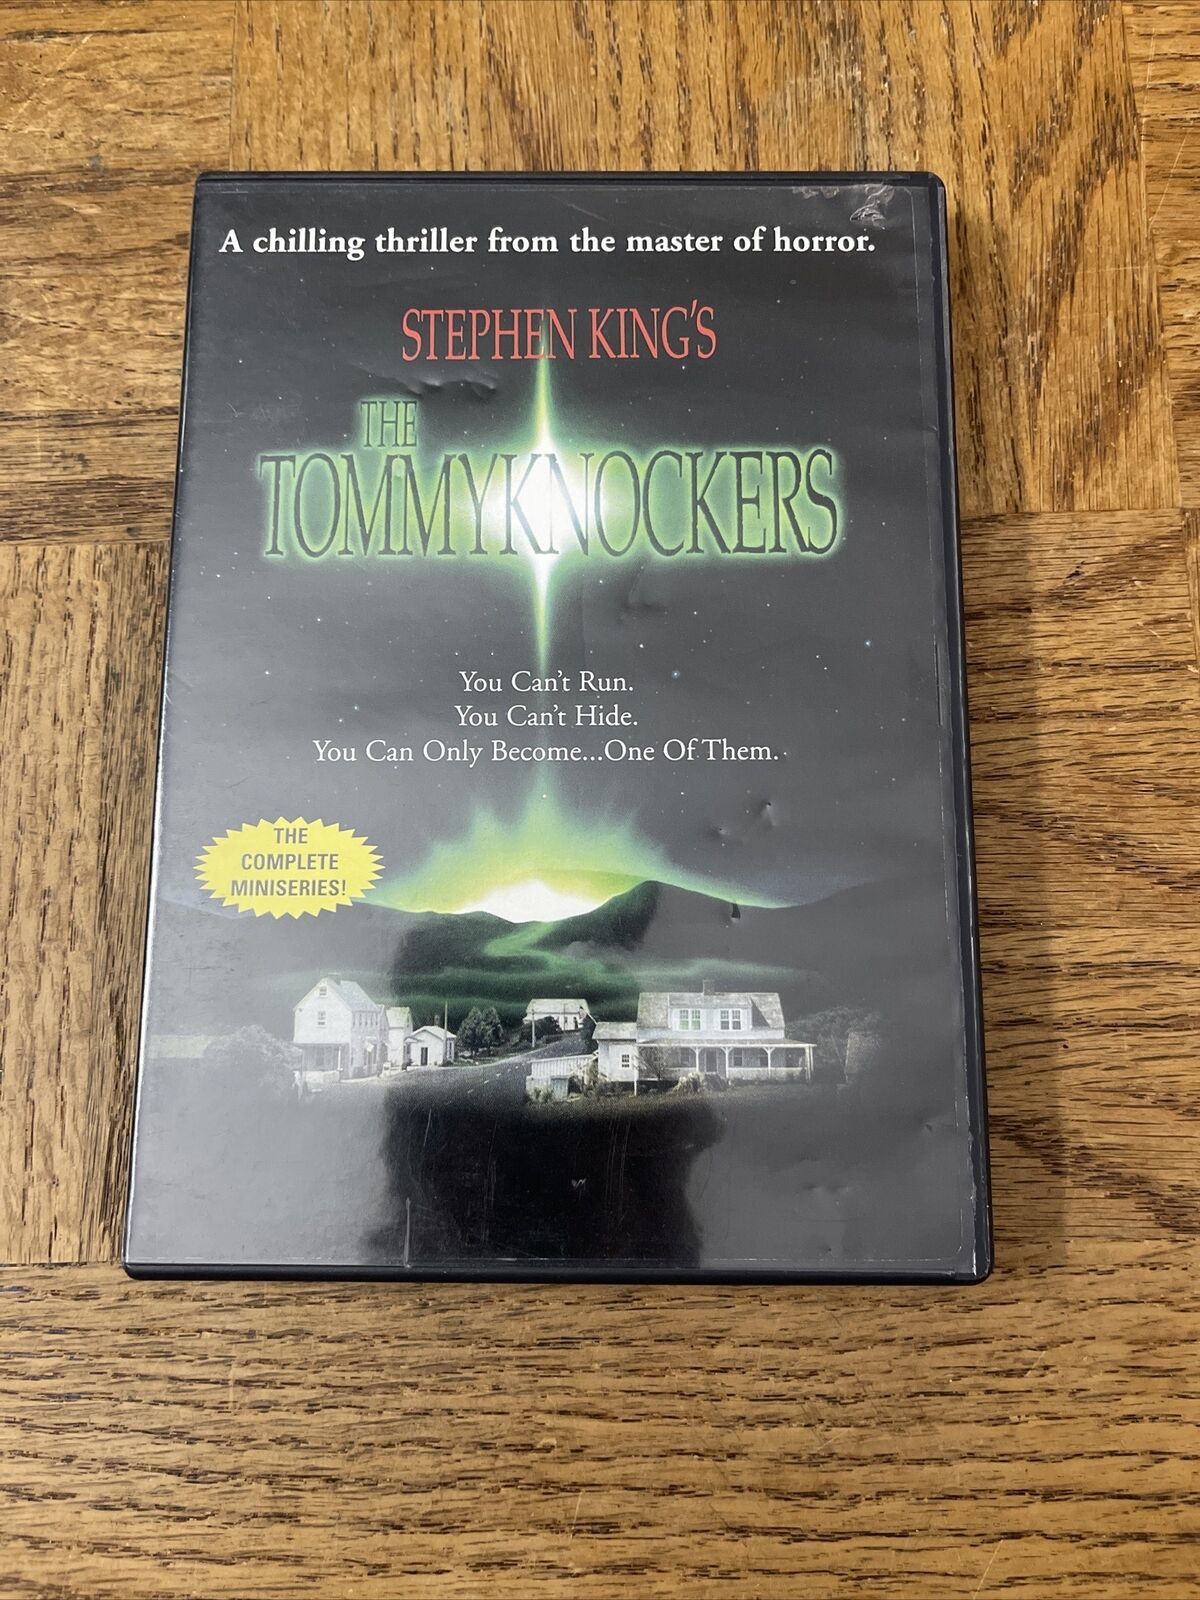 A chilling thriller from the master of horror.
STEPHEN KING'S
THE
TOMMYKNOCKERS
You Can't Run.
You Can't Hide.
You Can Only Become...One Of Them.
THE
COMPLETE
MINISERIES!